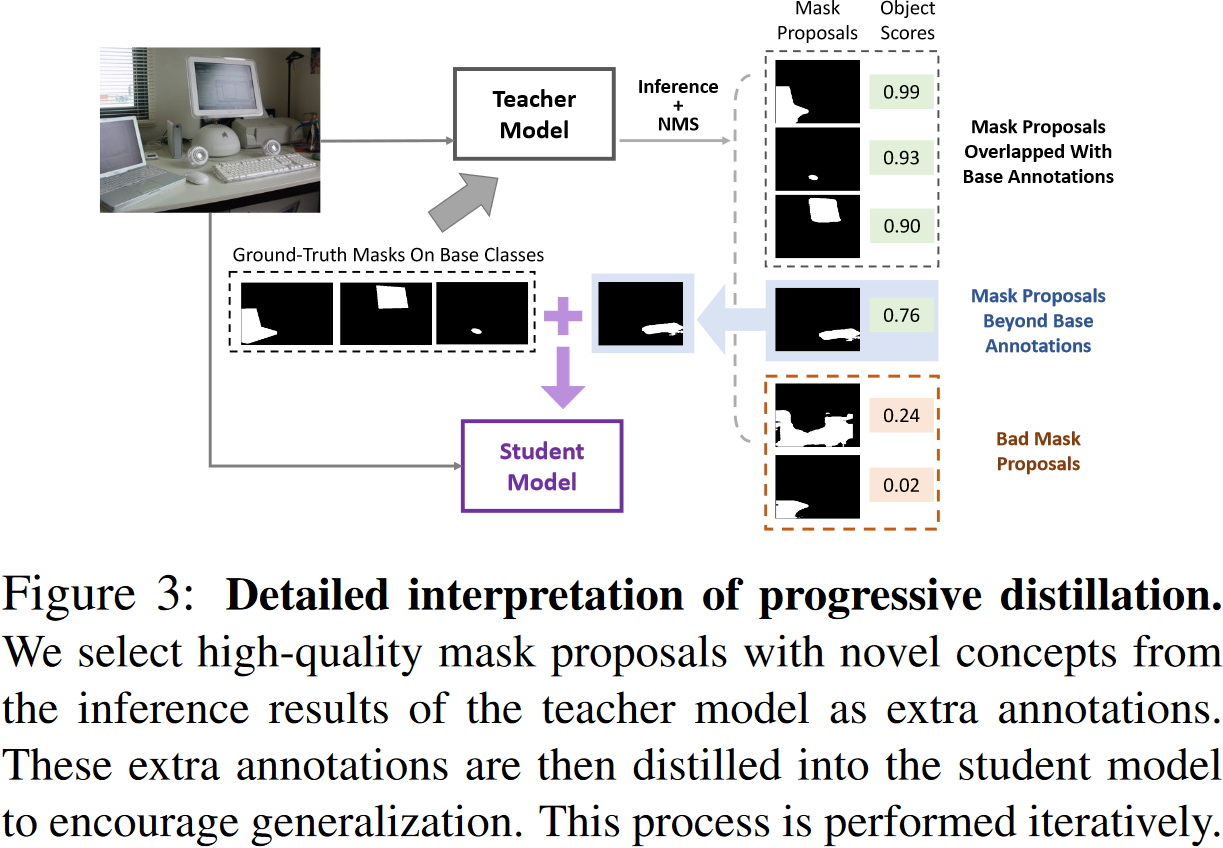 Mask
Proposals
Object
Scores
Teacher
Model
Inference
+
NMS
0.99
0.93
0.90
Mask Proposals
Overlapped With
Base Annotations
Ground-Truth Masks On Base Classes
0.76
Mask Proposals
Beyond Base
Annotations
0.24
0.02
Bad Mask
Proposals
Student
Model
Figure 3: Detailed interpretation of progressive distillation.
We select high-quality mask proposals with novel concepts from
the inference results of the teacher model as extra annotations.
These extra annotations are then distilled into the student model
to encourage generalization. This process is performed iteratively.